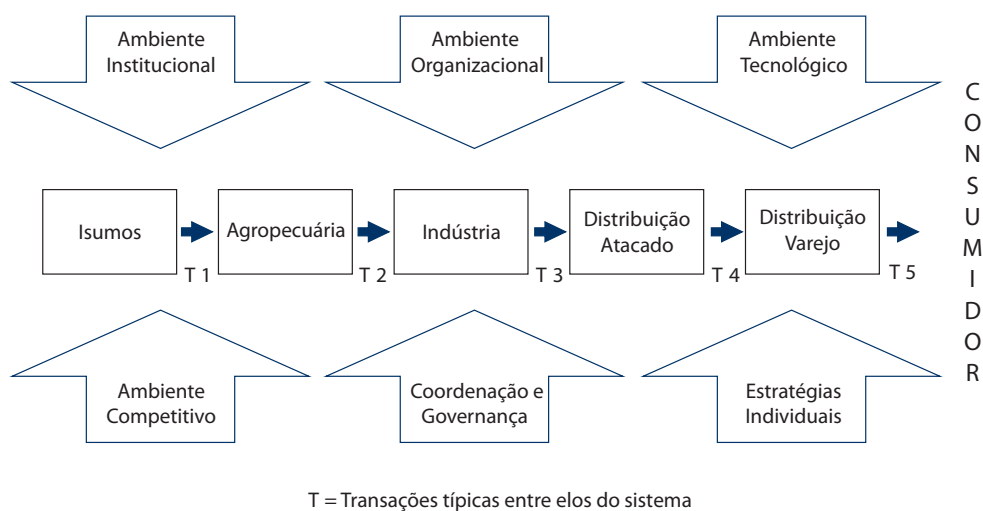 Ambiente
Institucional
Ambiente
Organizacional
Ambiente
Tecnológico
Isumos
T 1
Agropecuária
T 2
Indústria
T 3
Distribuição
Atacado
T 4
Distribuição
Varejo
T 5
C
O
N
S
U
M
I
D
O
R
Ambiente
Competitivo
Coordenação e
Governança
Estratégias
Individuais
T = Transações típicas entre elos do sistema